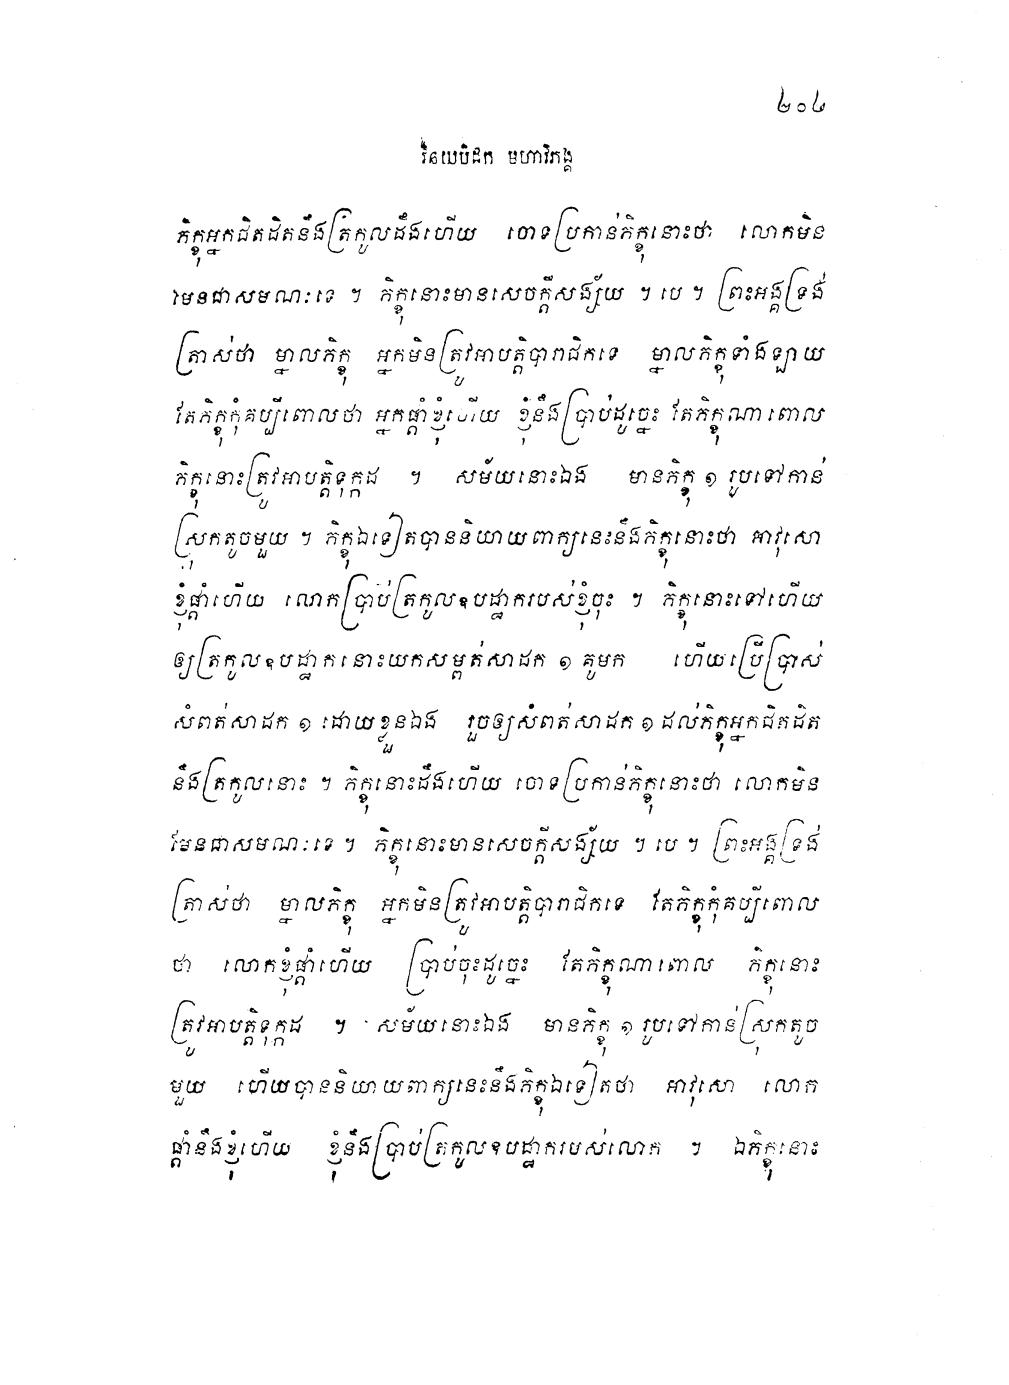 ២០៤
វិនយបិដក មហាវិភង្គ
ភិក្ខុអ្នកជិតដិតនឹងត្រកូលដឹងហើយ ចោទប្រកាន់ភិក្ខុនោះថា លោកមិន
មែនជាសមណៈទេ ។ ភិក្ខុនោះមានសេចក្តីសង្ស័យ ។ បេ ។ ព្រះអង្គទ្រង់
ត្រាស់ថា ម្នាលភិក្ខុ អ្នកមិនត្រូវអាបត្តិបារាជិកទេ ម្នាលភិក្ខុទាំងឡាយ
តែភិក្ខុកុំគប្បីពោលថា អ្នកផ្តាំខ្ញុំហើយ ខ្ញុំនឹងប្រាប់ដូច្នេះ តែភិក្ខុណាពោល
ភិក្ខុនោះត្រូវអាបត្តិទុក្កដ ។ សម័យនោះឯង មានភិក្ខុ ១ រូបទៅកាន់
ស្រុកតូចមួយ ។ ភិក្ខុឯទៀតបាននិយាយពាក្យនេះនឹងភិក្ខុនោះថា អាវុសោ
ខ្ញុំផ្តាំហើយ លោកប្រាប់ត្រកូលឧបដ្ឋាករបស់ខ្ញុំចុះ ។ ភិក្ខុនោះទៅហើយ
ឲ្យត្រកូលឧបដ្ឋាកនោះយកសម្ពត់សាដក ១ គូមក ហើយប្រើប្រាស់
សំពត់សាដក ១ ដោយខ្លួនឯង រួចឲ្យសំពត់សាដក ១ ដល់ភិក្ខុអ្នកជិតដិត
នឹងត្រកូលនោះ ។ ភិក្ខុនោះដឹងហើយ ចោទប្រកាន់ភិក្ខុនោះថា លោកមិន
មែនជាសមណៈទេ ។ ភិក្ខុនោះមានសេចក្តីសង្ស័យ ។ បេ ។ ព្រះអង្គទ្រង់
ត្រាស់ថា ម្នាលភិក្ខុ អ្នកមិនត្រូវអាបត្តិបារាជិកទេ តែភិក្ខុកុំគប្បីពោល
ថា លោកខ្ញុំផ្តាំហើយ ប្រាប់ចុះដូច្នេះ តែភិក្ខុណាពោល ភិក្ខុនោះ
ត្រូវអាបត្តិទុក្កដ ។ សម័យនោះឯង មានភិក្ខុ ១ រូបទៅកាន់ស្រុកតូច
មួយ ហើយបាននិយាយពាក្យនេះនឹងភិក្ខុឯទៀតថា អាវុសោ លោក
ផ្តាំនឹងខ្ញុំហើយ ខ្ញុំនឹងប្រាប់ត្រកូលឧបដ្ឋាករបស់លោក ។ ឯភិក្ខុនោះ